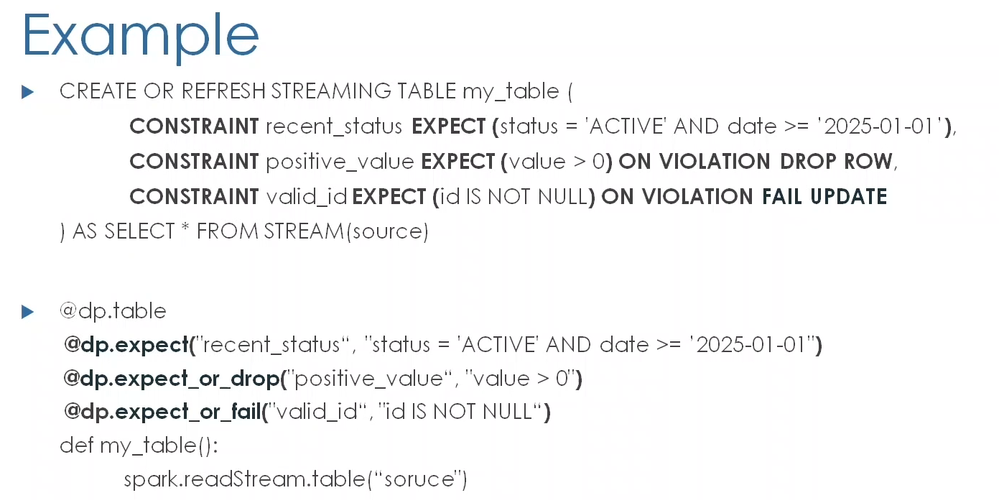 Example
CREATE OR REFRESH STREAMING TABLE my_table (
CONSTRAINT recent_status EXPECT (status = 'ACTIVE' AND date >= '2025-01-01'),
CONSTRAINT positive_value EXPECT (value > 0) ON VIOLATION DROP ROW,
CONSTRAINT valid_id EXPECT (id IS NOT NULL) ON VIOLATION FAIL UPDATE
) AS SELECT * FROM STREAM(source)
@dp.table
@dp.expect("recent_status“, "status = 'ACTIVE' AND date >= '2025-01-01")
@dp.expect_or_drop("positive_value“, "value > 0")
@dp.expect_or_fail("valid_id“, "id IS NOT NULL“)
def my_table():
spark.readStream.table(“soruce")